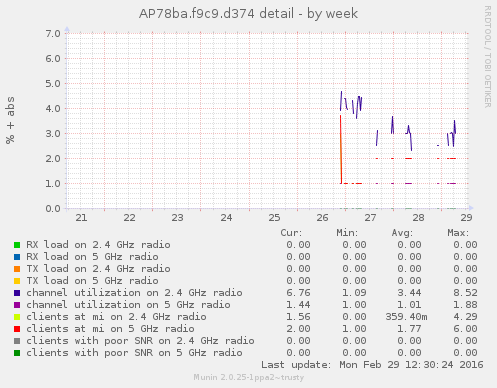 AP78ba.f9c9.d374 detail - by week
RRDTOOL / TOBI OETIKER
% + abs
7.0
6.0
5.0
4.0
3.0
2.0
1.0
0.0
21 22 23 24 25 26 27 28 29
Cur: Min: Avg: Max:
RX load on 2.4 GHz radio 0.00 0.00 0.00 0.00
RX load on 5 GHz radio 0.00 0.00 0.00 0.00
TX load on 2.4 GHz radio 0.00 0.00 0.00 0.00
TX load on 5 GHz radio 0.00 0.00 0.00 0.00
channel utilization on 2.4 GHz radio 6.76 1.09 3.44 8.52
channel utilization on 5 GHz radio 1.44 1.00 1.01 1.88
clients at mi on 2.4 GHz radio 1.56 0.00 359.40m 4.29
clients at mi on 5 GHz radio 2.00 1.00 1.77 6.00
clients with poor SNR on 2.4 GHz radio 0.00 0.00 0.00 0.00
clients with poor SNR on 5 GHz radio 0.00 0.00 0.00 0.00
Last update: Mon Feb 29 12:30:24 2016
Munin 2.0.25-1ppa2~trusty